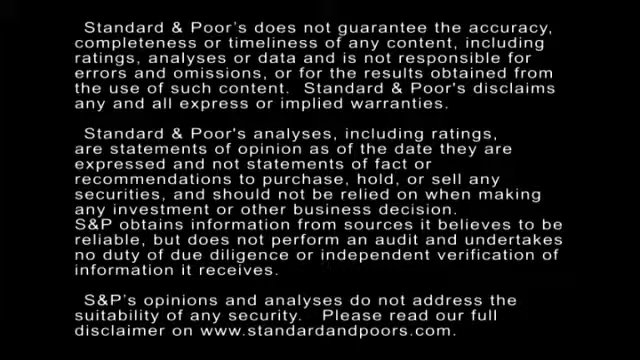 Standard & Poor's does not guarantee the accuracy,
completeness or timeliness of any content, including
ratings, analyses or data and is not responsible for
errors and omissions, or for the results obtained from
the use of such content. Standard & Poor's disclaims
any and all express or implied warranties.
Standard & Poor's analyses, including ratings,
are statements of opinion as of the date they are
expressed and not statements of fact or
recommendations to purchase, hold, or sell any
securities, and should not be relied on when making
any investment or other business decision.
S&P obtains information from sources it believes to be
reliable, but does not perform an audit and undertakes
no duty of due diligence or independent verification of
information it receives.
S&P's opinions and analyses do not address the
suitability of any security. Please read our full
disclaimer on www.standardandpoors.com.